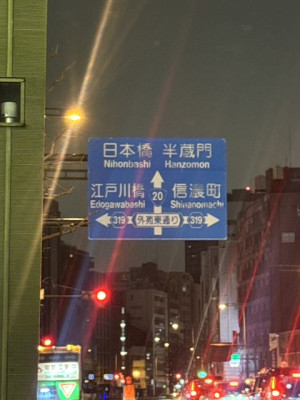 日本橋 半蔵門
Nihonbashi Hanzomon
20
江戸川橋 信濃町
Edogawabashi Shinanomachi
319 外苑東通り 319